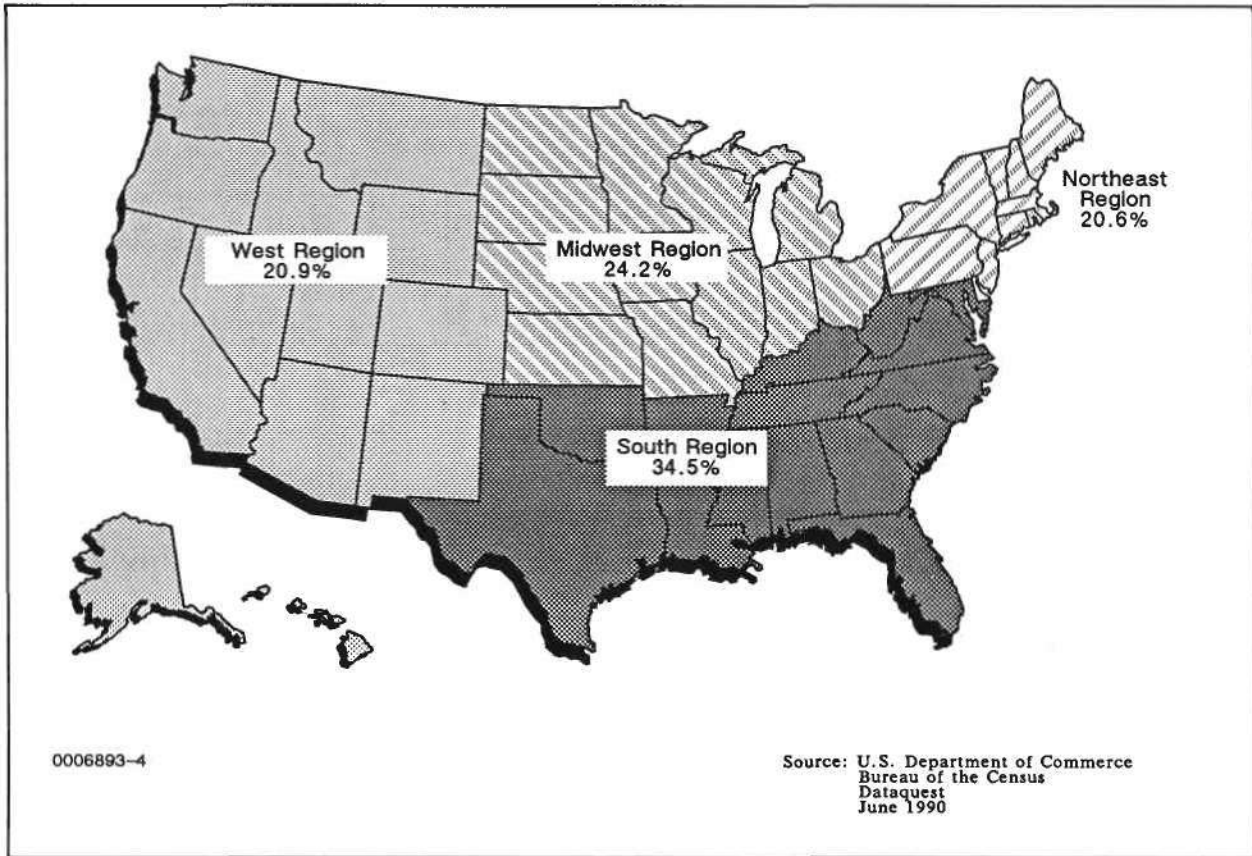 Northeast
Region
20.6%
West Region
20.9%
Midwest Region
24.2%
South Region
34.5%
0006893-4
Source: U.S. Department of Commerce
Bureau of the Census
Dataquest
June 1990